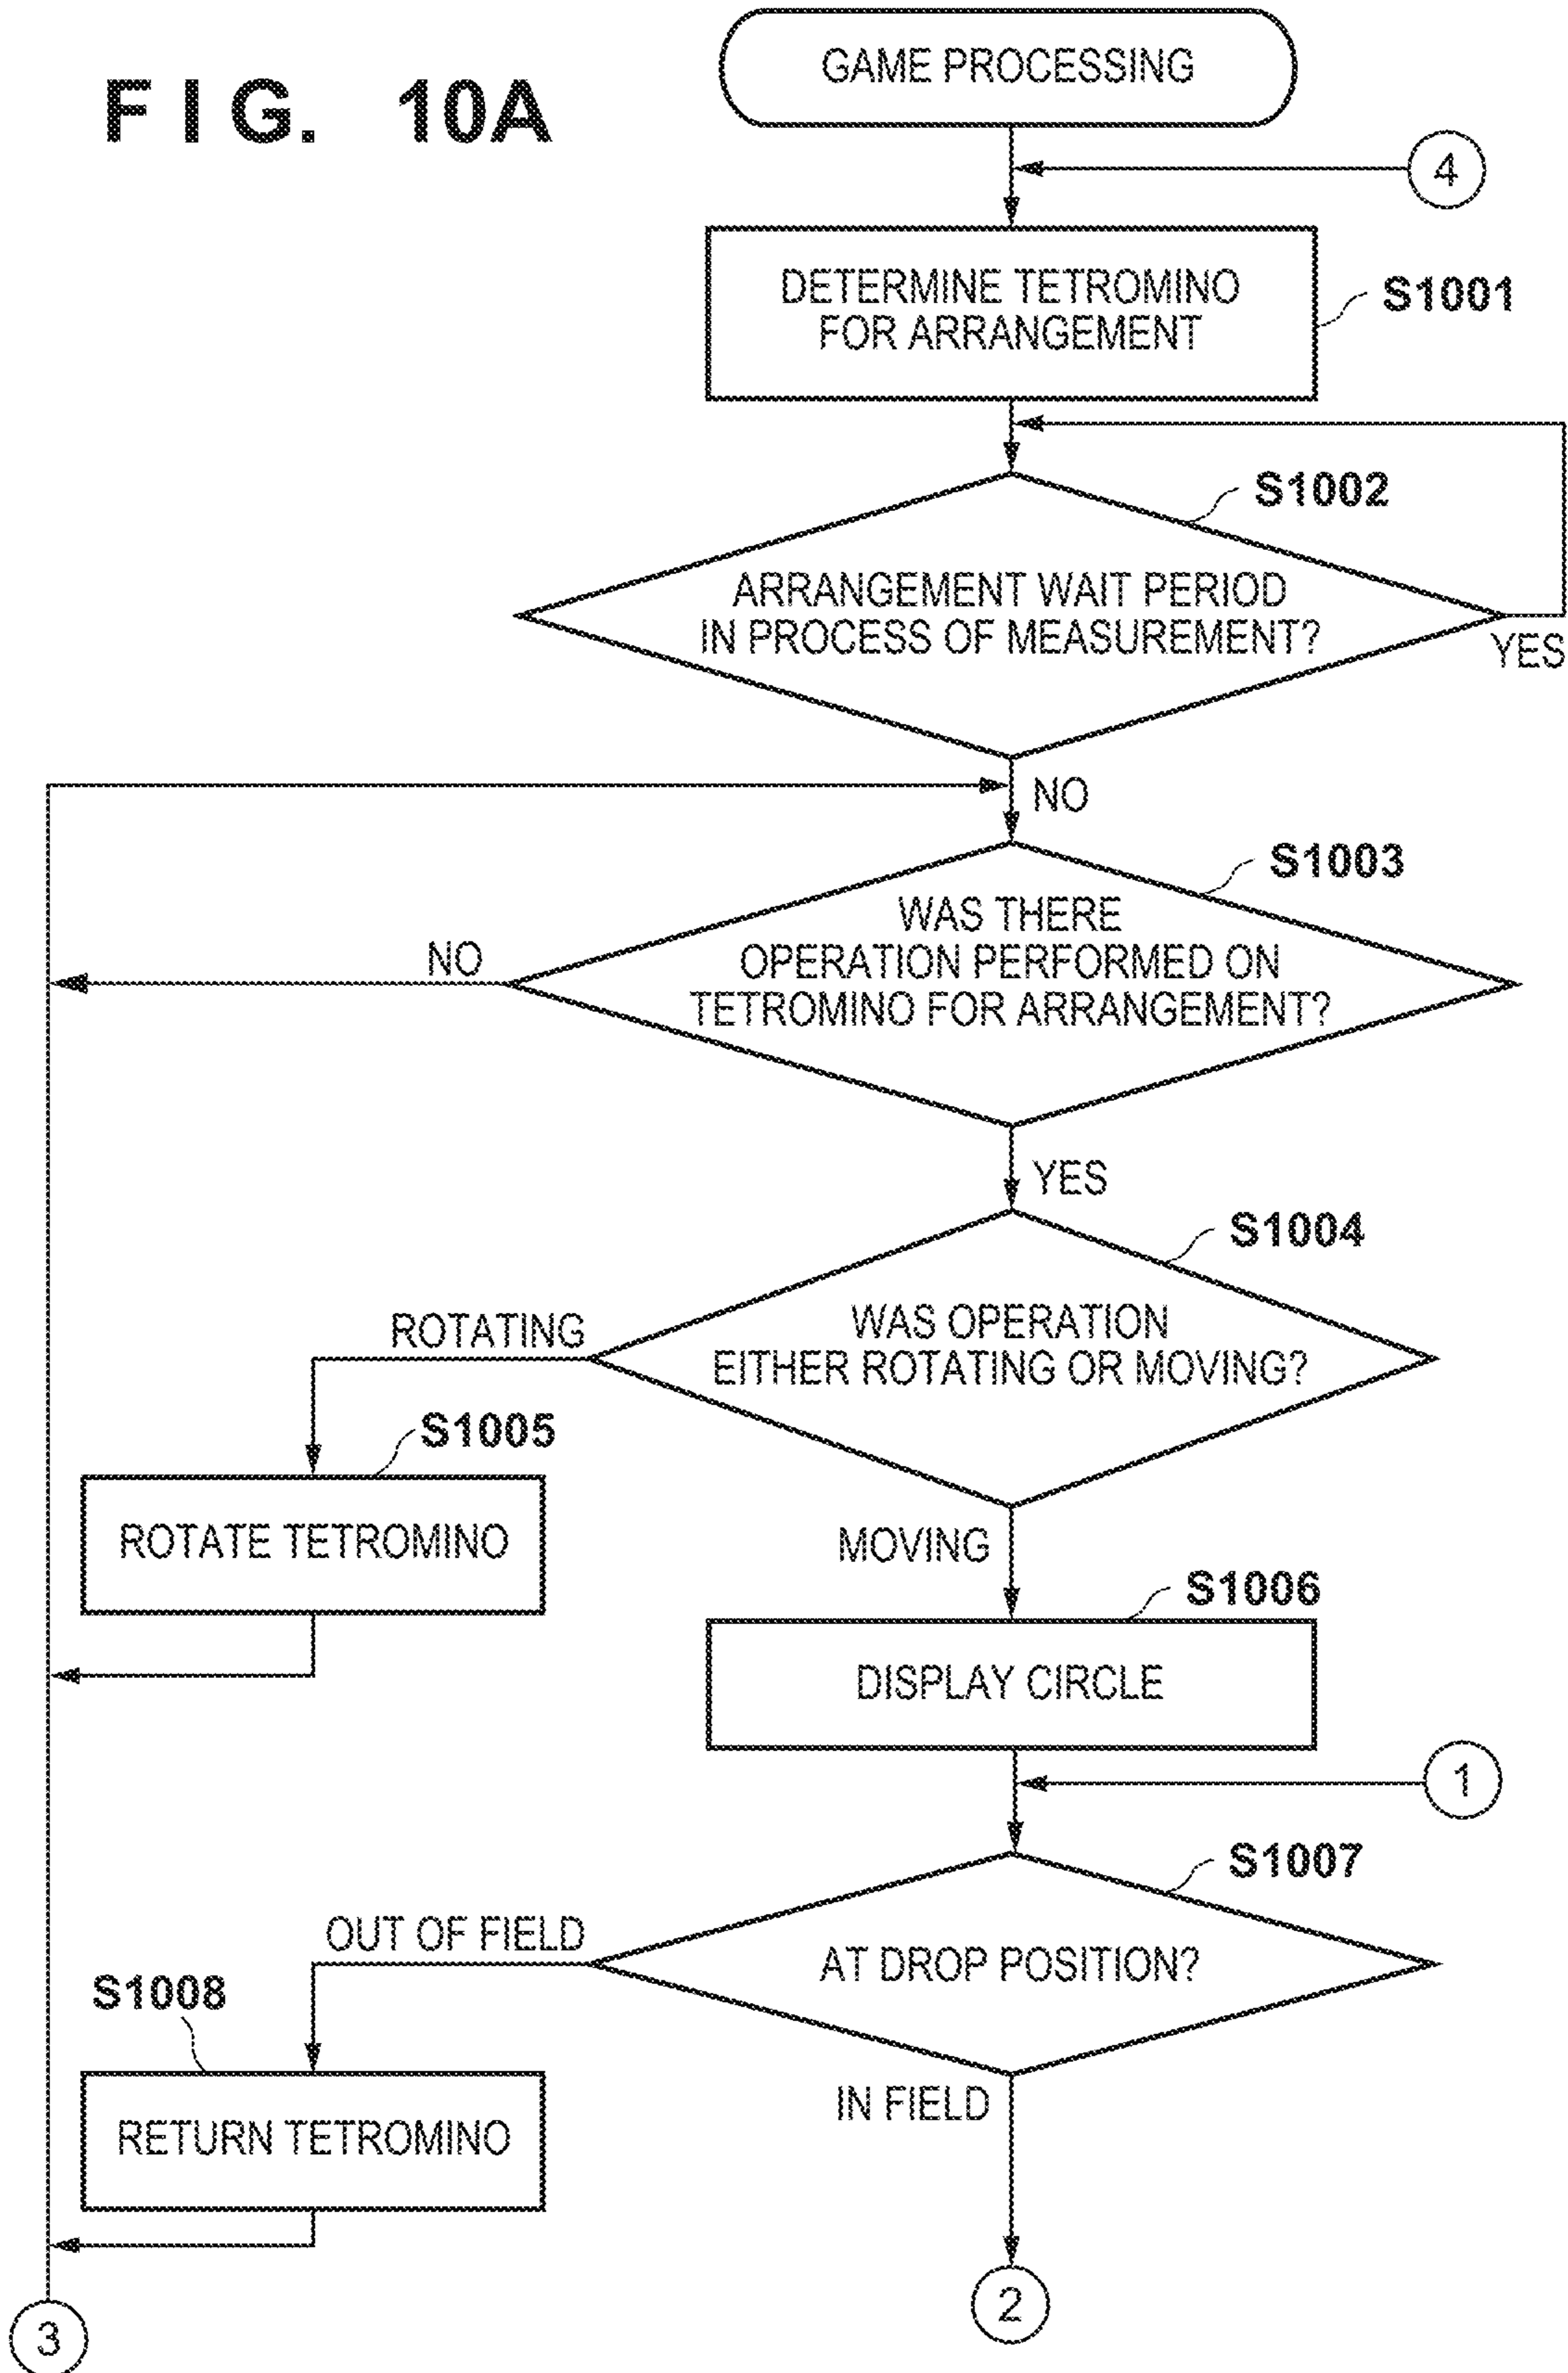 FIG. 10A
GAME PROCESSING
4
DETERMINE TETROMINO
FOR ARRANGEMENT
S1001
S1002
ARRANGEMENT WAIT PERIOD
IN PROCESS OF MEASUREMENT?
YES
NO
S1003
WAS THERE
OPERATION PERFORMED ON
TETROMINO FOR ARRANGEMENT?
NO
YES
S1004
WAS OPERATION
EITHER ROTATING OR MOVING?
ROTATING
S1005
ROTATE TETROMINO
MOVING
S1006
DISPLAY CIRCLE
1
S1007
AT DROP POSITION?
OUT OF FIELD
S1008
RETURN TETROMINO
IN FIELD
2
3